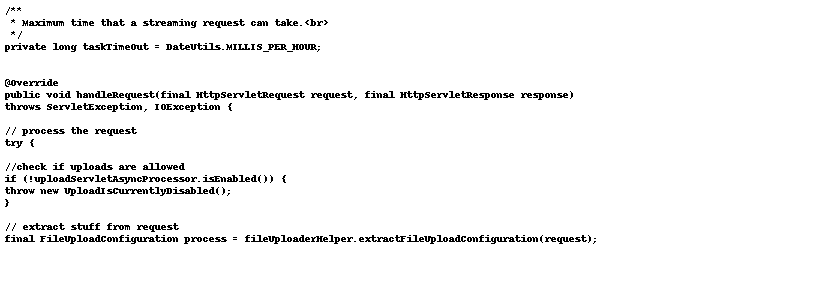 /**
* Maximum time that a streaming request can take.<br>
*/
private long taskTimeOut = DateUtils.MILLIS_PER_HOUR;
@Override
public void handleRequest(final HttpServletRequest request, final HttpServletResponse response)
throws ServletException, IOException {
// process the request
try {
//check if uploads are allowed
if (!uploadServletAsyncProcessor.isEnabled()) {
throw new UploadIsCurrentlyDisabled();
}
// extract stuff from request
final FileUploadConfiguration process = fileUploaderHelper.extractFileUploadConfiguration(request);